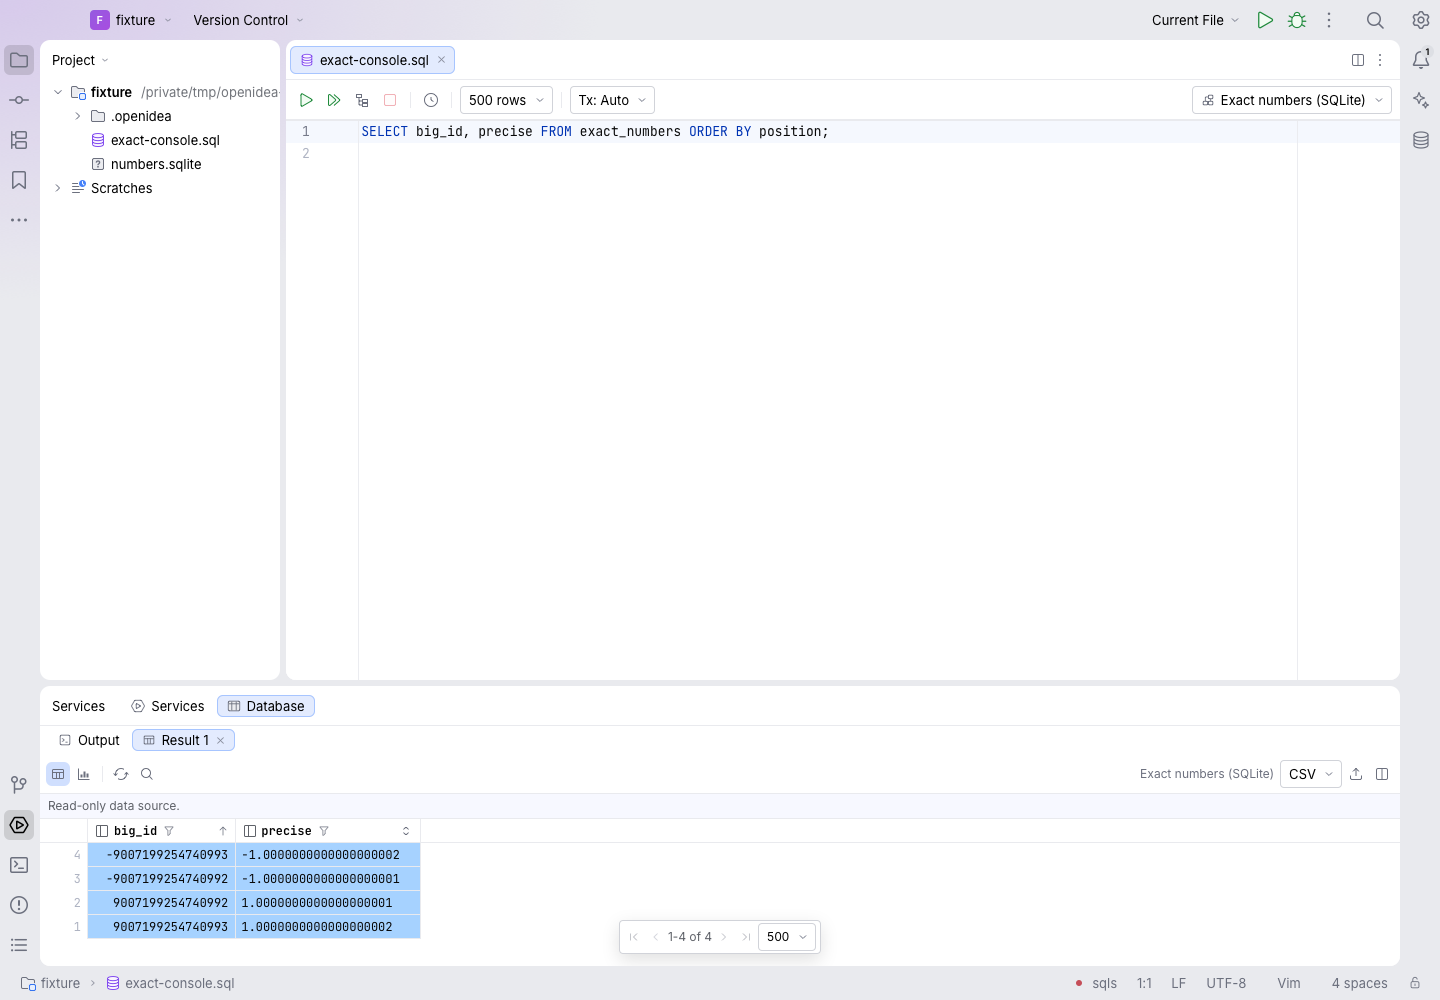 F fixture Version Control Current File
Project
exact-console.sql
1
fixture /private/tmp/openidea-
.openidea
exact-console.sql
numbers.sqlite
Scratches
500 rows Tx: Auto Exact numbers (SQLite)
1 SELECT big_id, precise FROM exact_numbers ORDER BY position;
2
Services Services Database
Output Result 1
Exact numbers (SQLite) CSV
Read-only data source.
big_id precise
4 -9007199254740993 -1.0000000000000000002
3 -9007199254740992 -1.0000000000000000001
2 9007199254740992 1.0000000000000000001
1 9007199254740993 1.0000000000000000002
1-4 of 4 500
fixture exact-console.sql sqls 1:1 LF UTF-8 Vim 4 spaces